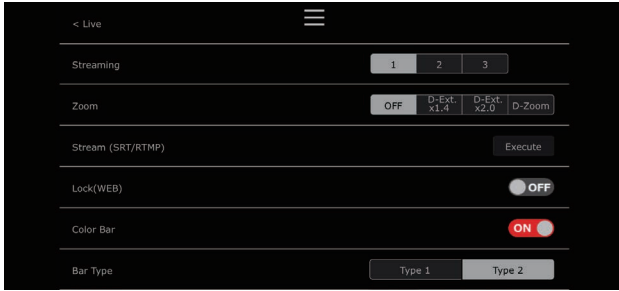 < Live
Streaming 1 2 3
Zoom OFF D-Ext. x1.4 D-Ext. x2.0 D-Zoom
Stream (SRT/RTMP) Execute
Lock(WEB) OFF
Color Bar ON
Bar Type Type 1 Type 2